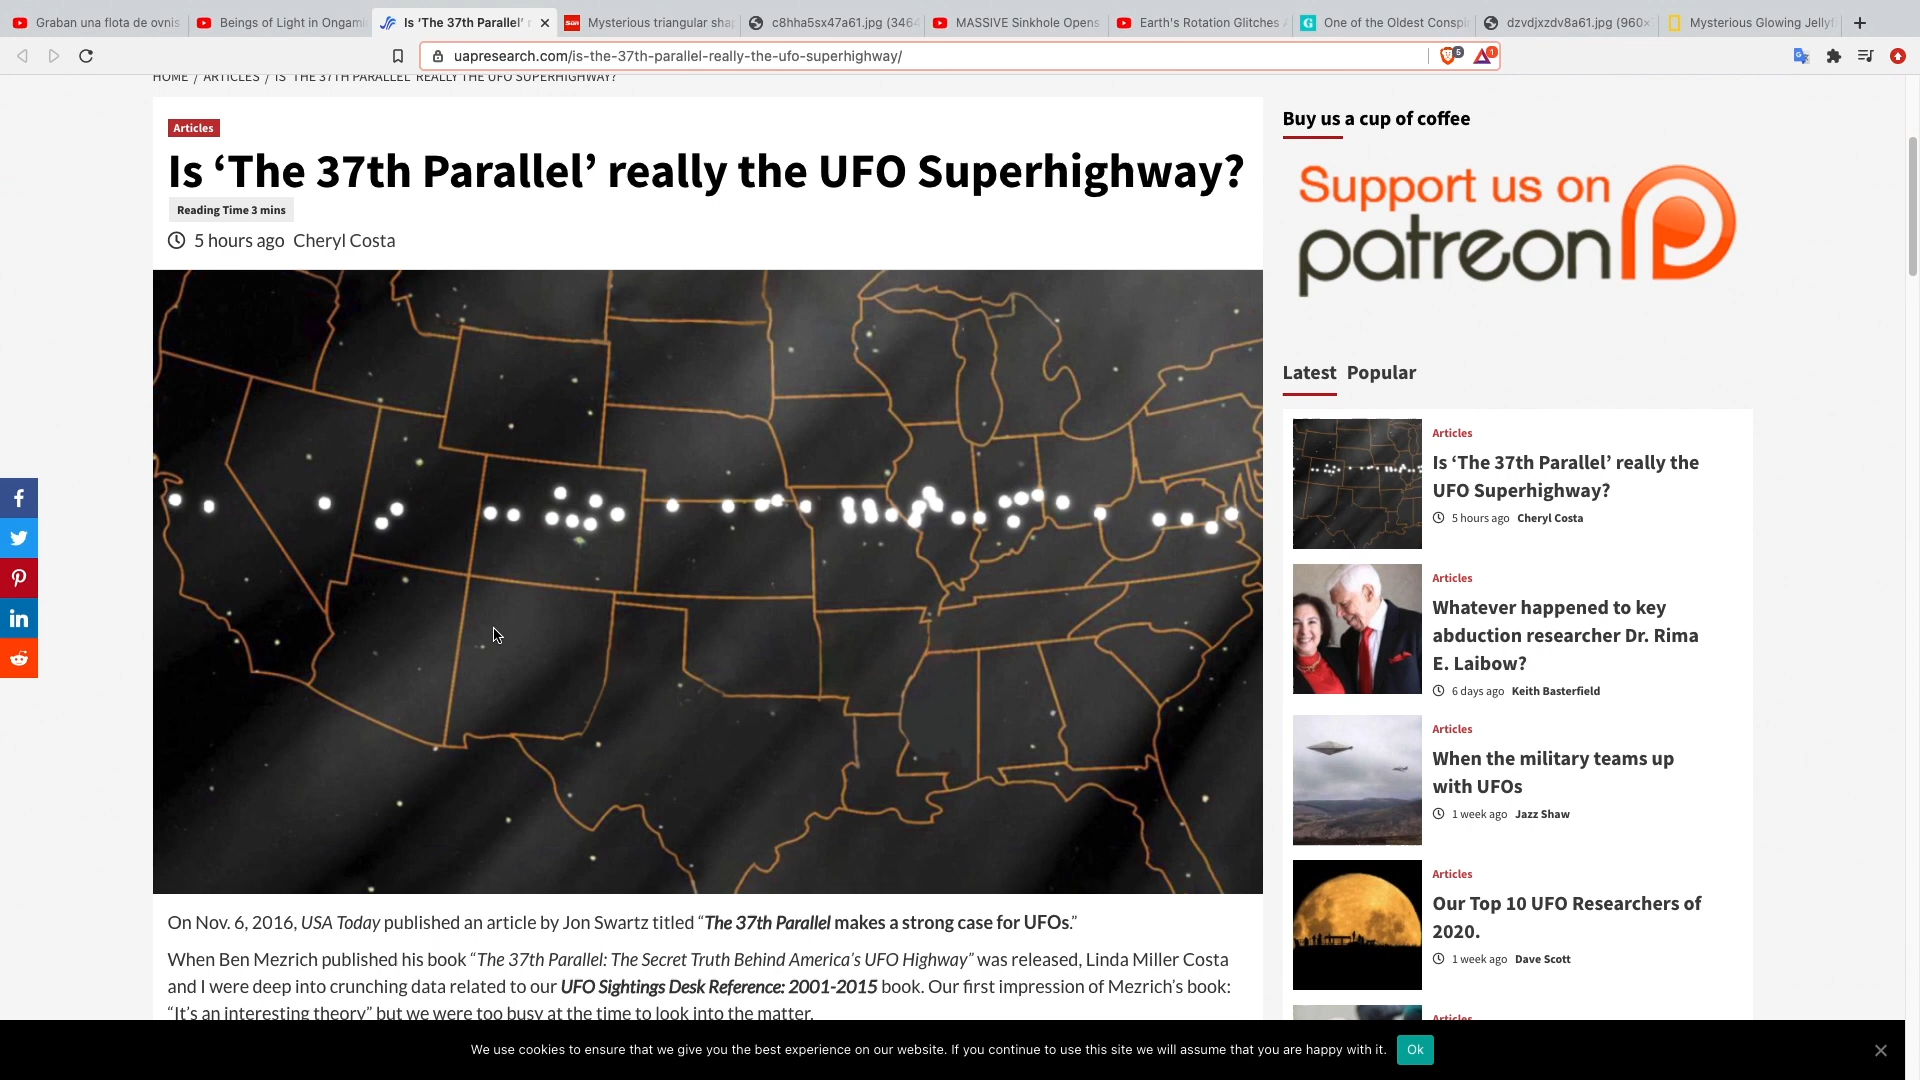 Graban una flota de ovnis
Beings of Light in Ongami
Is 'The 37th Parallel' r
Mysterious triangular shap
c8hha5sx47a61.jpg (3464
MASSIVE Sinkhole Opens
Earth's Rotation Glitches
One of the Oldest Conspi
dzvdjxzdv8a61.jpg (960×
Mysterious Glowing Jellyf
uapresearch.com/is-the-37th-parallel-really-the-ufo-superhighway/
5
1
HOME / ARTICLES / IS 'THE 37TH PARALLEL' REALLY THE UFO SUPERHIGHWAY?
Articles
Is ‘The 37th Parallel’ really the UFO Superhighway?
Reading Time 3 mins
5 hours ago Cheryl Costa
On Nov. 6, 2016, USA Today published an article by Jon Swartz titled “The 37th Parallel makes a strong case for UFOs.”
When Ben Mezrich published his book “The 37th Parallel: The Secret Truth Behind America’s UFO Highway” was released, Linda Miller Costa
and I were deep into crunching data related to our UFO Sightings Desk Reference: 2001-2015 book. Our first impression of Mezrich’s book:
“It’s an interesting theory” but we were too busy at the time to look into the matter.
Buy us a cup of coffee
Support us on
patreon
Latest Popular
Articles
Is ‘The 37th Parallel’ really the
UFO Superhighway?
5 hours ago Cheryl Costa
Articles
Whatever happened to key
abduction researcher Dr. Rima
E. Laibow?
6 days ago Keith Basterfield
Articles
When the military teams up
with UFOs
1 week ago Jazz Shaw
Articles
Our Top 10 UFO Researchers of
2020.
1 week ago Dave Scott
Articles
We use cookies to ensure that we give you the best experience on our website. If you continue to use this site we will assume that you are happy with it.
Ok